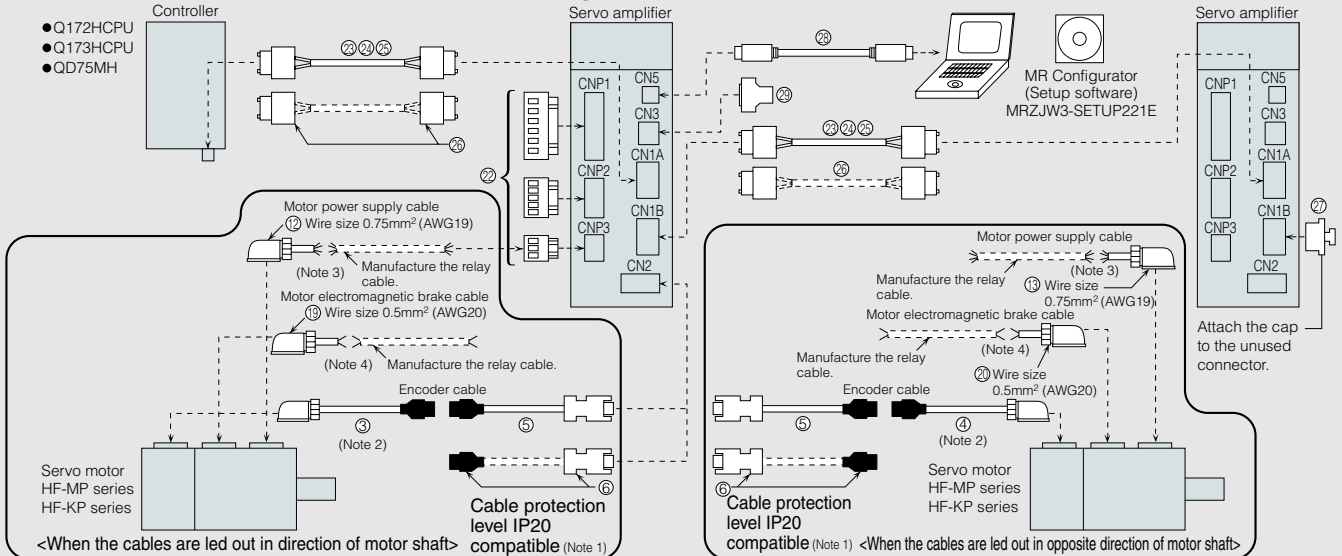 Controller
●Q172HCPU
●Q173HCPU
●QD75MH
㉓㉔㉕
㉖
Servo amplifier
CNP1
CNP2
CNP3
CN5
CN3
CN1A
CN1B
CN2
㉒
㉘
㉙
MR Configurator
(Setup software)
MRZJW3-SETUP221E
㉓㉔㉕
㉖
Servo amplifier
CNP1
CNP2
CNP3
CN5
CN3
CN1A
CN1B
CN2
㉗
Attach the cap
to the unused
connector.
Motor power supply cable
⑫ Wire size 0.75mm² (AWG19)
(Note 3)
Manufacture the relay
cable.
Motor electromagnetic brake cable
⑲ Wire size 0.5mm² (AWG20)
(Note 4)
Manufacture the relay cable.
Encoder cable
③
(Note 2)
⑤
⑥
Servo motor
HF-MP series
HF-KP series
Cable protection
level IP20
compatible (Note 1)
<When the cables are led out in direction of motor shaft>
Motor power supply cable
(Note 3)
Manufacture the relay
cable.
⑬ Wire size
0.75mm² (AWG19)
Motor electromagnetic brake cable
(Note 4)
Manufacture the relay
cable.
⑳ Wire size
0.5mm² (AWG20)
Encoder cable
⑤
④
(Note 2)
⑥
Cable protection
level IP20
compatible (Note 1)
Servo motor
HF-MP series
HF-KP series
<When the cables are led out in opposite direction of motor shaft>